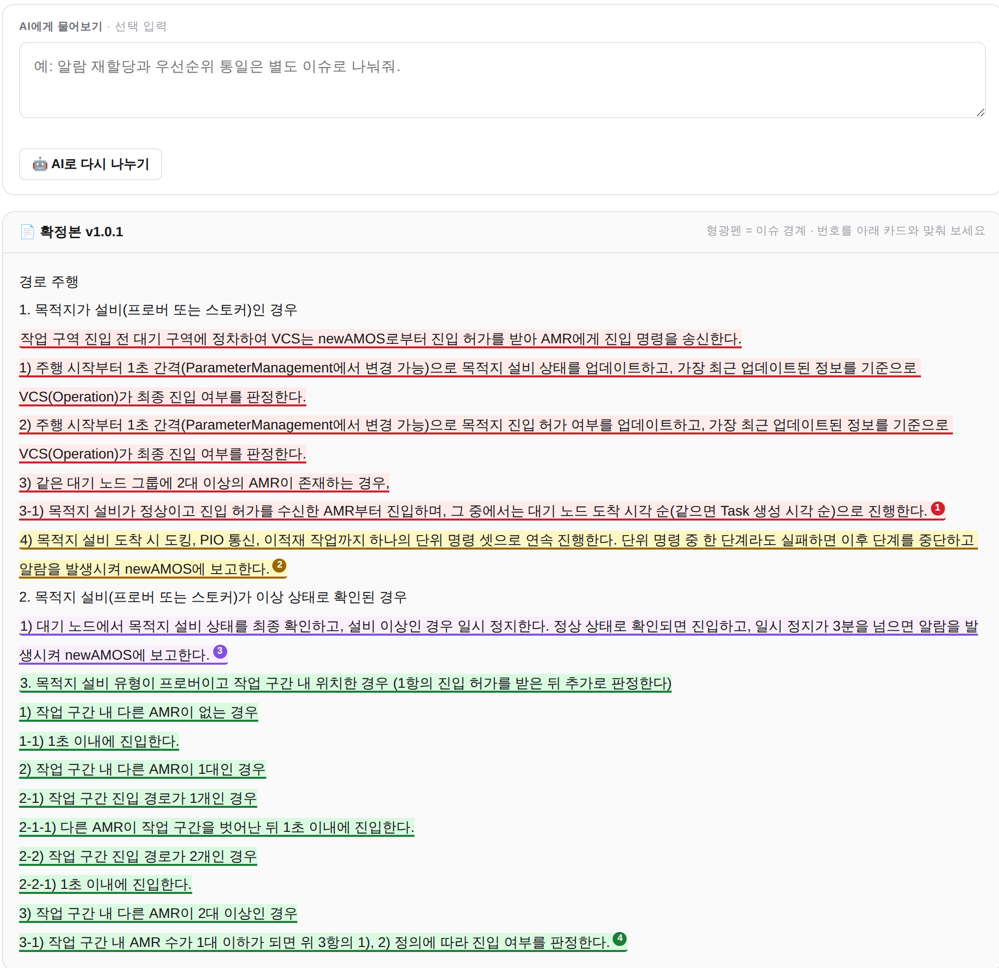 AI에게 물어보기 · 선택 입력
예: 알람 재할당과 우선순위 통일은 별도 이슈로 나눠줘.
🤖 AI로 다시 나누기
📄 확정본 v1.0.1
형광펜 = 이슈 경계 · 번호를 아래 카드와 맞춰 보세요
경로 주행
1. 목적지가 설비(프로버 또는 스토커)인 경우
작업 구역 진입 전 대기 구역에 정차하여 VCS는 newAMOS로부터 진입 허가를 받아 AMR에게 진입 명령을 송신한다.
1) 주행 시작부터 1초 간격(ParameterManagement에서 변경 가능)으로 목적지 설비 상태를 업데이트하고, 가장 최근 업데이트된 정보를 기준으로
VCS(Operation)가 최종 진입 여부를 판정한다.
2) 주행 시작부터 1초 간격(ParameterManagement에서 변경 가능)으로 목적지 진입 허가 여부를 업데이트하고, 가장 최근 업데이트된 정보를 기준으로
VCS(Operation)가 최종 진입 여부를 판정한다.
3) 같은 대기 노드 그룹에 2대 이상의 AMR이 존재하는 경우,
3-1) 목적지 설비가 정상이고 진입 허가를 수신한 AMR부터 진입하며, 그 중에서는 대기 노드 도착 시각 순(같으면 Task 생성 시각 순)으로 진행한다. 1
4) 목적지 설비 도착 시 도킹, PIO 통신, 이적재 작업까지 하나의 단위 명령 셋으로 연속 진행한다. 단위 명령 중 한 단계라도 실패하면 이후 단계를 중단하고
알람을 발생시켜 newAMOS에 보고한다. 2
2. 목적지 설비(프로버 또는 스토커)가 이상 상태로 확인된 경우
1) 대기 노드에서 목적지 설비 상태를 최종 확인하고, 설비 이상인 경우 일시 정지한다. 정상 상태로 확인되면 진입하고, 일시 정지가 3분을 넘으면 알람을 발
생시켜 newAMOS에 보고한다. 3
3. 목적지 설비 유형이 프로버이고 작업 구간 내 위치한 경우 (1항의 진입 허가를 받은 뒤 추가로 판정한다)
1) 작업 구간 내 다른 AMR이 없는 경우
1-1) 1초 이내에 진입한다.
2) 작업 구간 내 다른 AMR이 1대인 경우
2-1) 작업 구간 진입 경로가 1개인 경우
2-1-1) 다른 AMR이 작업 구간을 벗어난 뒤 1초 이내에 진입한다.
2-2) 작업 구간 진입 경로가 2개인 경우
2-2-1) 1초 이내에 진입한다.
3) 작업 구간 내 다른 AMR이 2대 이상인 경우
3-1) 작업 구간 내 AMR 수가 1대 이하가 되면 위 3항의 1), 2) 정의에 따라 진입 여부를 판정한다. 4